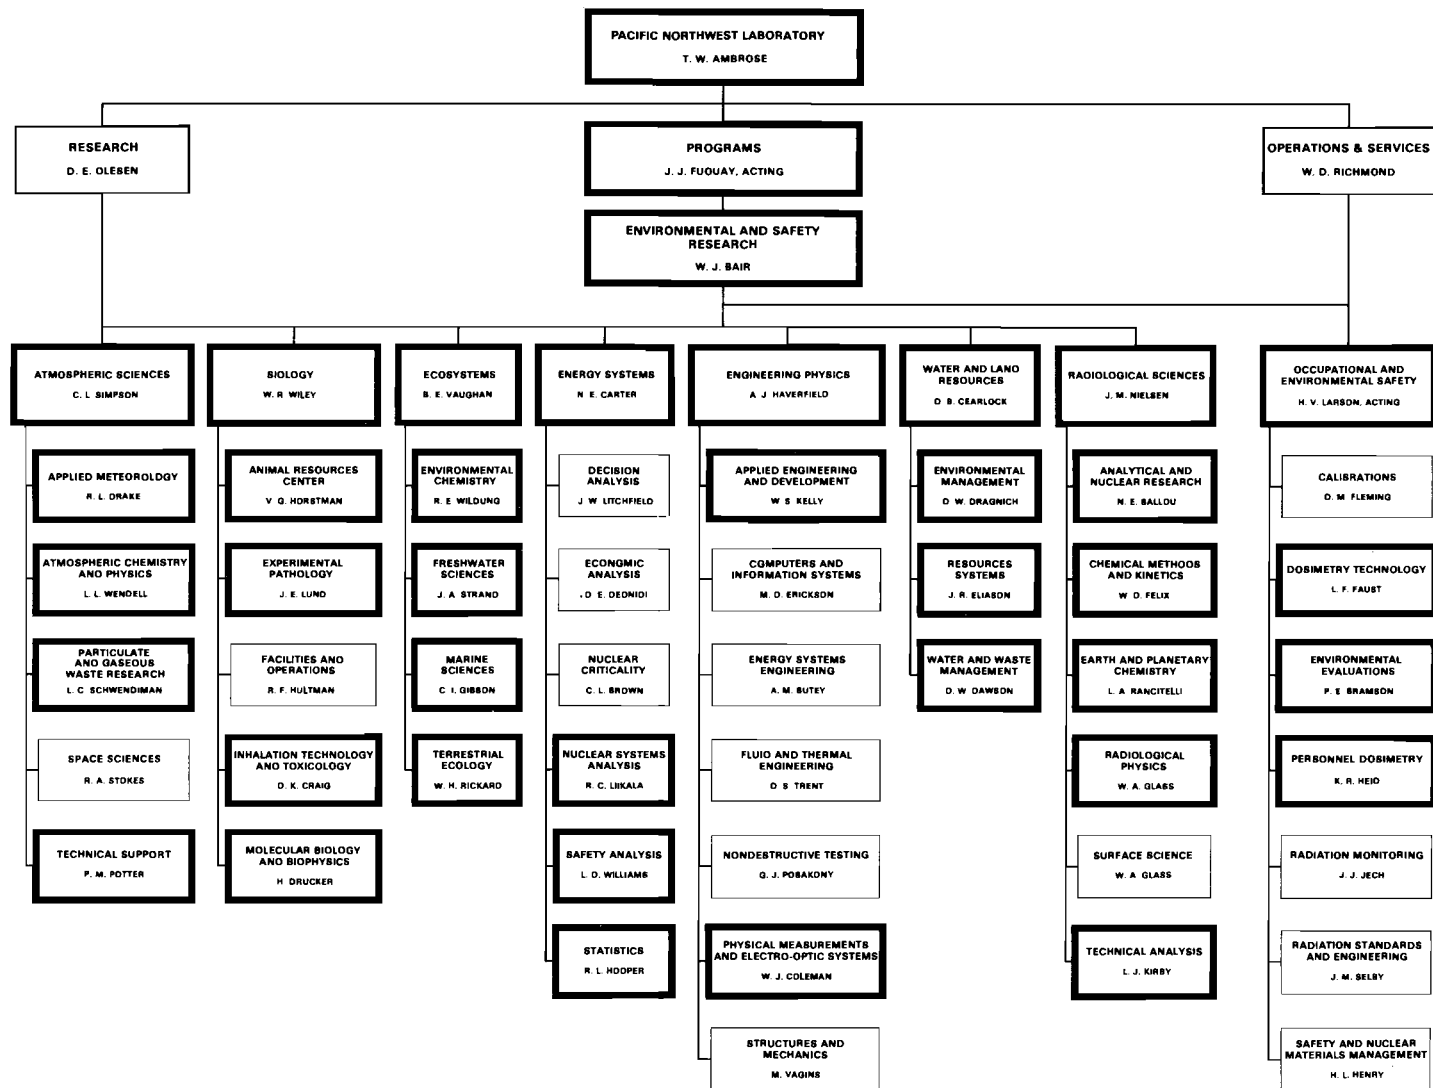 PACIFIC NORTHWEST LABORATORY
T. W. AMBROSE
RESEARCH
D. E. OLESEN
PROGRAMS
J. J. FUQUAY, ACTING
OPERATIONS & SERVICES
W. D. RICHMOND
ENVIRONMENTAL AND SAFETY
RESEARCH
W. J. BAIR
ATMOSPHERIC SCIENCES
C. L. SIMPSON
APPLIED METEOROLOGY
R. L. DRAKE
ATMOSPHERIC CHEMISTRY
AND PHYSICS
L. L. WENDELL
PARTICULATE
AND GASEOUS
WASTE RESEARCH
L. C. SCHWENDIMAN
SPACE SCIENCES
R. A. STOKES
TECHNICAL SUPPORT
P. M. POTTER
BIOLOGY
W. R. WILEY
ANIMAL RESOURCES
CENTER
V. G. HORSTMAN
EXPERIMENTAL
PATHOLOGY
J. E. LUND
FACILITIES AND
OPERATIONS
R. F. HULTMAN
INHALATION TECHNOLOGY
AND TOXICOLOGY
D. K. CRAIG
MOLECULAR BIOLOGY
AND BIOPHYSICS
H. DRUCKER
ECOSYSTEMS
B. E. VAUGHAN
ENVIRONMENTAL
CHEMISTRY
R. E. WILDUNG
FRESHWATER
SCIENCES
J. A. STRAND
MARINE
SCIENCES
C. I. GIBSON
TERRESTRIAL
ECOLOGY
W. H. RICKARD
ENERGY SYSTEMS
N. E. CARTER
DECISION
ANALYSIS
J. W. LITCHFIELD
ECONOMIC
ANALYSIS
D. E. DEONIGI
NUCLEAR
CRITICALITY
C. L. BROWN
NUCLEAR SYSTEMS
ANALYSIS
R. C. LIIKALA
SAFETY ANALYSIS
L. D. WILLIAMS
STATISTICS
R. L. HOOPER
ENGINEERING PHYSICS
A. J. HAVERFIELD
APPLIED ENGINEERING
AND DEVELOPMENT
W. S. KELLY
COMPUTERS AND
INFORMATION SYSTEMS
M. D. ERICKSON
ENERGY SYSTEMS
ENGINEERING
A. M. SUTEY
FLUID AND THERMAL
ENGINEERING
D. S. TRENT
NONDESTRUCTIVE TESTING
G. J. POSAKONY
PHYSICAL MEASUREMENTS
AND ELECTRO-OPTIC SYSTEMS
W. J. COLEMAN
STRUCTURES AND
MECHANICS
M. VAGINS
WATER AND LAND
RESOURCES
D. B. CEARLOCK
ENVIRONMENTAL
MANAGEMENT
D. W. DRAGNICH
RESOURCES
SYSTEMS
J. R. ELIASON
WATER AND WASTE
MANAGEMENT
D. W. DAWSON
RADIOLOGICAL SCIENCES
J. M. NIELSEN
ANALYTICAL AND
NUCLEAR RESEARCH
N. E. BALLOU
CHEMICAL METHODS
AND KINETICS
W. D. FELIX
EARTH AND PLANETARY
CHEMISTRY
L. A. RANCITELLI
RADIOLOGICAL
PHYSICS
W. A. GLASS
SURFACE SCIENCE
W. A. GLASS
TECHNICAL ANALYSIS
L. J. KIRBY
OCCUPATIONAL AND
ENVIRONMENTAL SAFETY
H. V. LARSON, ACTING
CALIBRATIONS
D. M. FLEMING
DOSIMETRY TECHNOLOGY
L. F. FAUST
ENVIRONMENTAL
EVALUATIONS
P. E. BRAMSON
PERSONNEL DOSIMETRY
K. R. HEID
RADIATION MONITORING
J. J. JECH
RADIATION STANDARDS
AND ENGINEERING
J. M. SELBY
SAFETY AND NUCLEAR
MATERIALS MANAGEMENT
H. L. HENRY